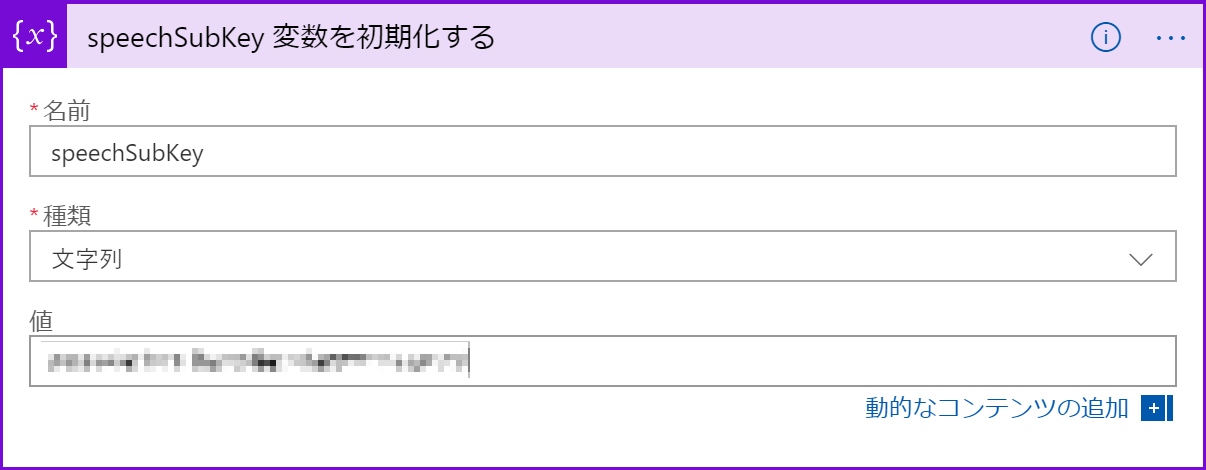 {x} speechSubKey 変数を初期化する
* 名前
speechSubKey
* 種類
文字列
値
動的なコンテンツの追加